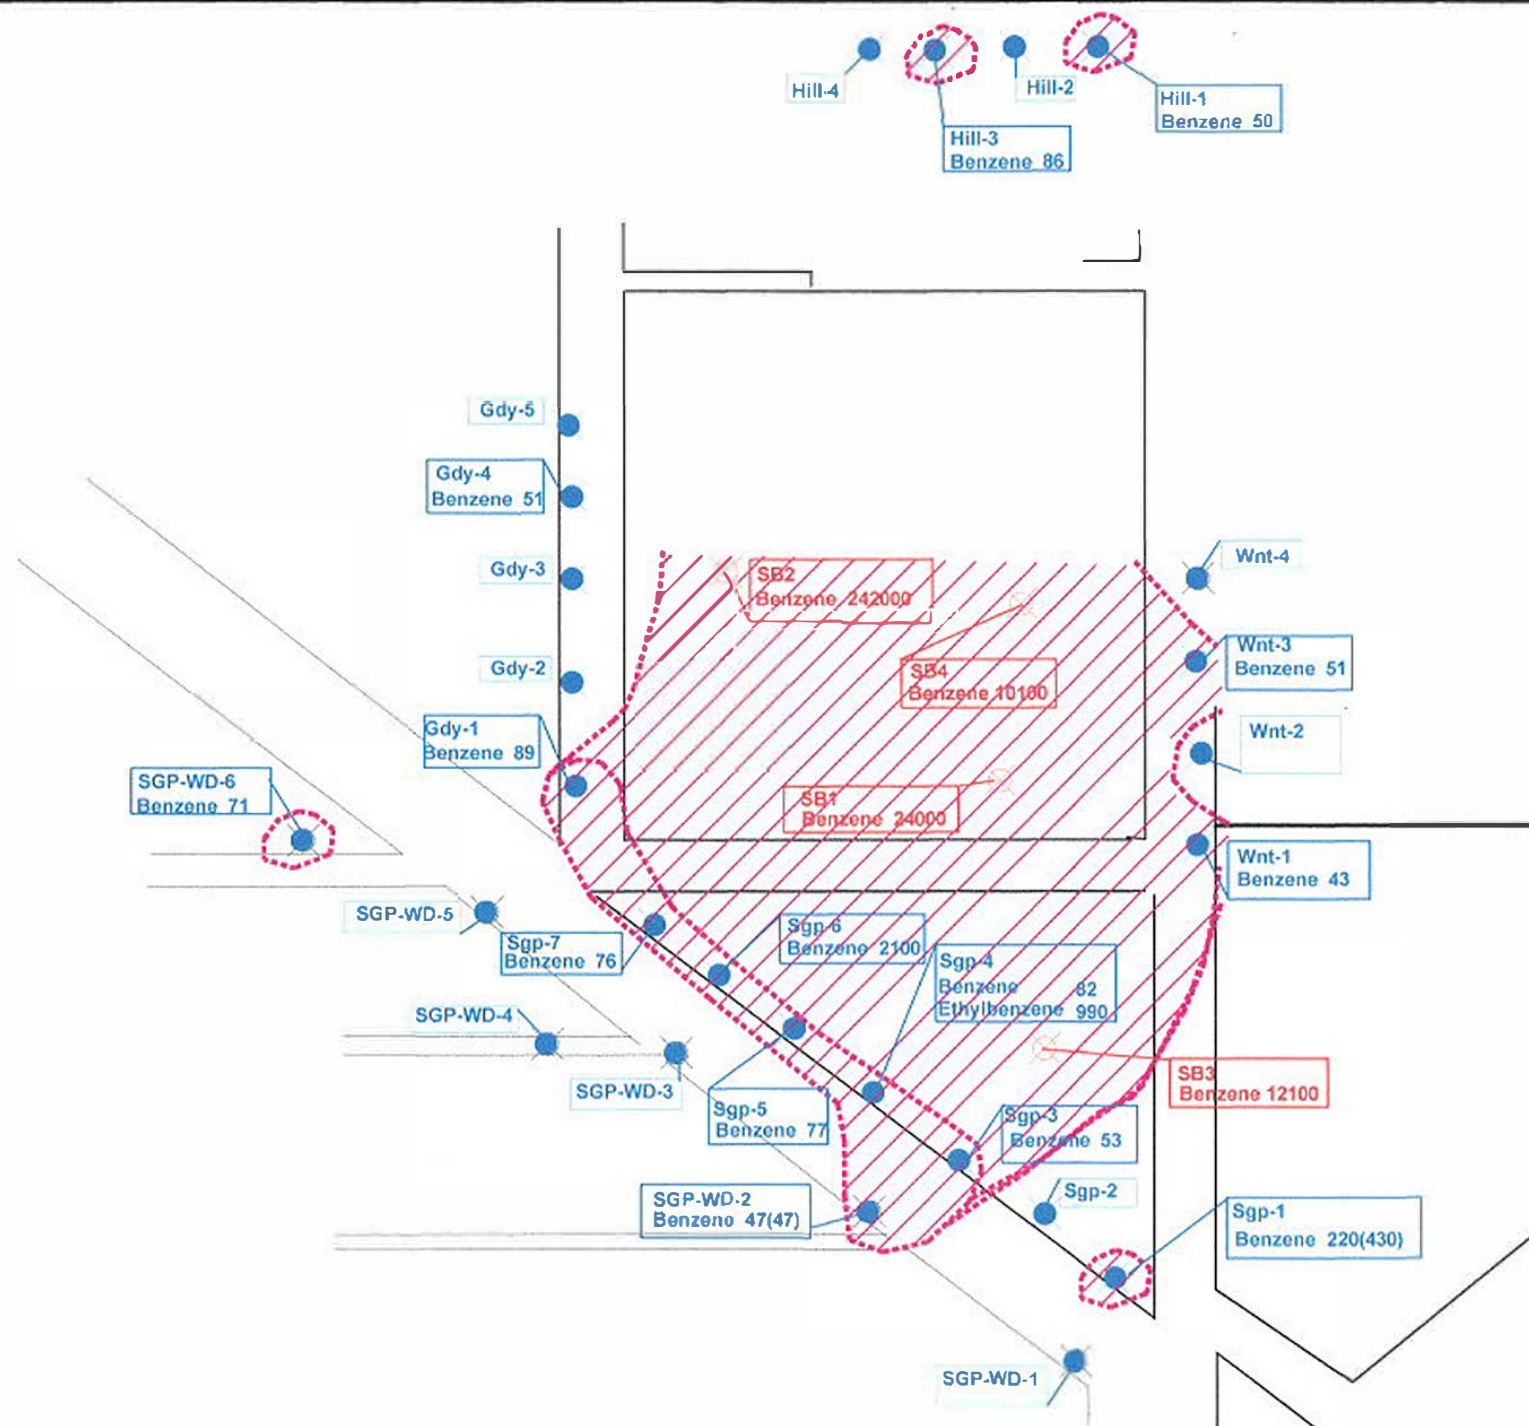 Hill-4
Hill-2
Hill-1
Benzene 50
Hill-3
Benzene 86
Gdy-5
Gdy-4
Benzene 51
Gdy-3
SB2
Benzene 242000
Wnt-4
Gdy-2
SB4
Benzene 10100
Wnt-3
Benzene 51
Gdy-1
Benzene 89
Wnt-2
SGP-WD-6
Benzene 71
SB1
Benzene 24000
Wnt-1
Benzene 43
SGP-WD-5
Sgp-7
Benzene 76
Sgp-6
Benzene 2100
Sgp-4
Benzene 82
Ethylbenzene 990
SGP-WD-4
SGP-WD-3
SB3
Benzene 12100
Sgp-5
Benzene 77
Sgp-3
Benzene 53
SGP-WD-2
Benzene 47(47)
Sgp-2
Sgp-1
Benzene 220(430)
SGP-WD-1